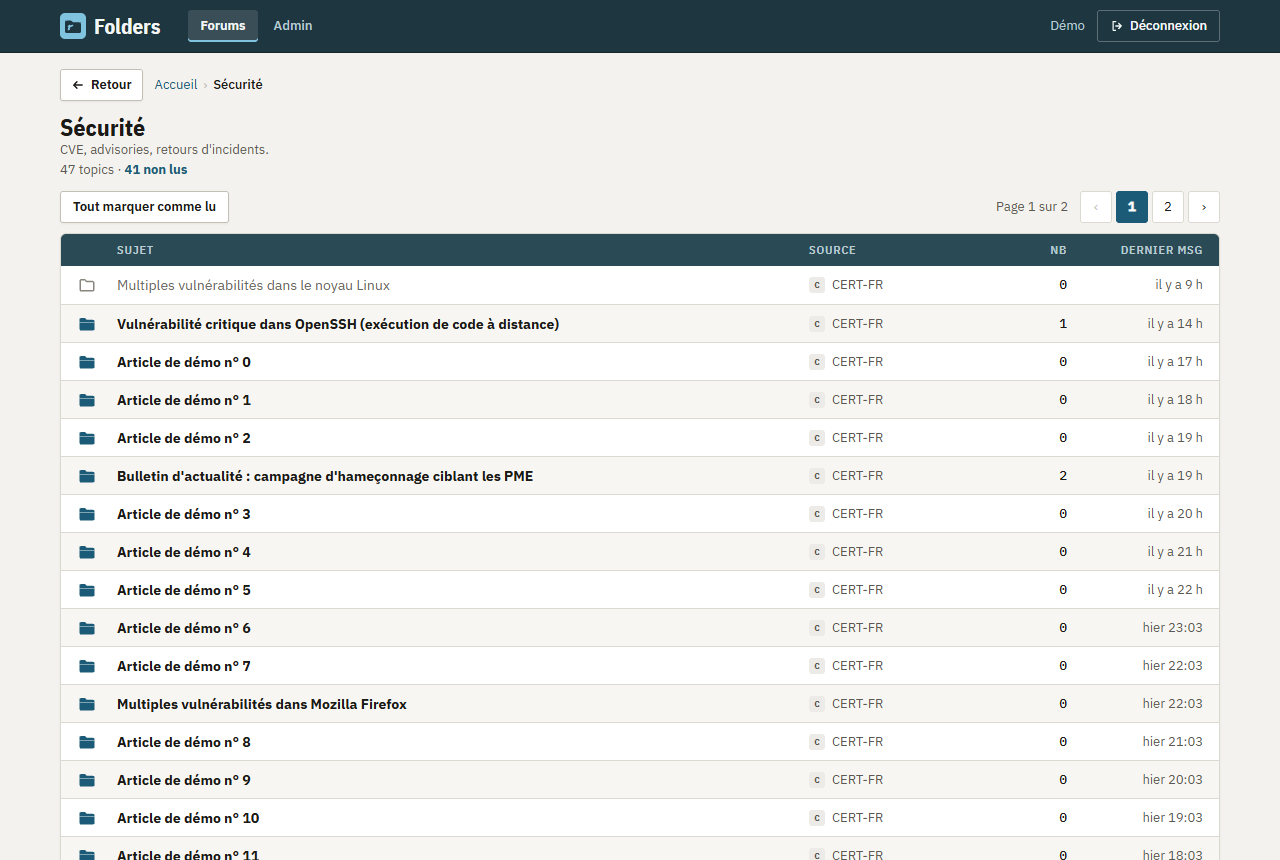 Folders Forums Admin Démo Déconnexion
← Retour Accueil › Sécurité
Sécurité
CVE, advisories, retours d'incidents.
47 topics · 41 non lus
Tout marquer comme lu Page 1 sur 2 ‹ 1 2 ›
SUJET SOURCE NB DERNIER MSG
Multiples vulnérabilités dans le noyau Linux C CERT-FR 0 il y a 9 h
Vulnérabilité critique dans OpenSSH (exécution de code à distance) C CERT-FR 1 il y a 14 h
Article de démo n° 0 C CERT-FR 0 il y a 17 h
Article de démo n° 1 C CERT-FR 0 il y a 18 h
Article de démo n° 2 C CERT-FR 0 il y a 19 h
Bulletin d'actualité : campagne d'hameçonnage ciblant les PME C CERT-FR 2 il y a 19 h
Article de démo n° 3 C CERT-FR 0 il y a 20 h
Article de démo n° 4 C CERT-FR 0 il y a 21 h
Article de démo n° 5 C CERT-FR 0 il y a 22 h
Article de démo n° 6 C CERT-FR 0 hier 23:03
Article de démo n° 7 C CERT-FR 0 hier 22:03
Multiples vulnérabilités dans Mozilla Firefox C CERT-FR 0 hier 22:03
Article de démo n° 8 C CERT-FR 0 hier 21:03
Article de démo n° 9 C CERT-FR 0 hier 20:03
Article de démo n° 10 C CERT-FR 0 hier 19:03
Article de démo n° 11 C CERT-FR 0 hier 18:03